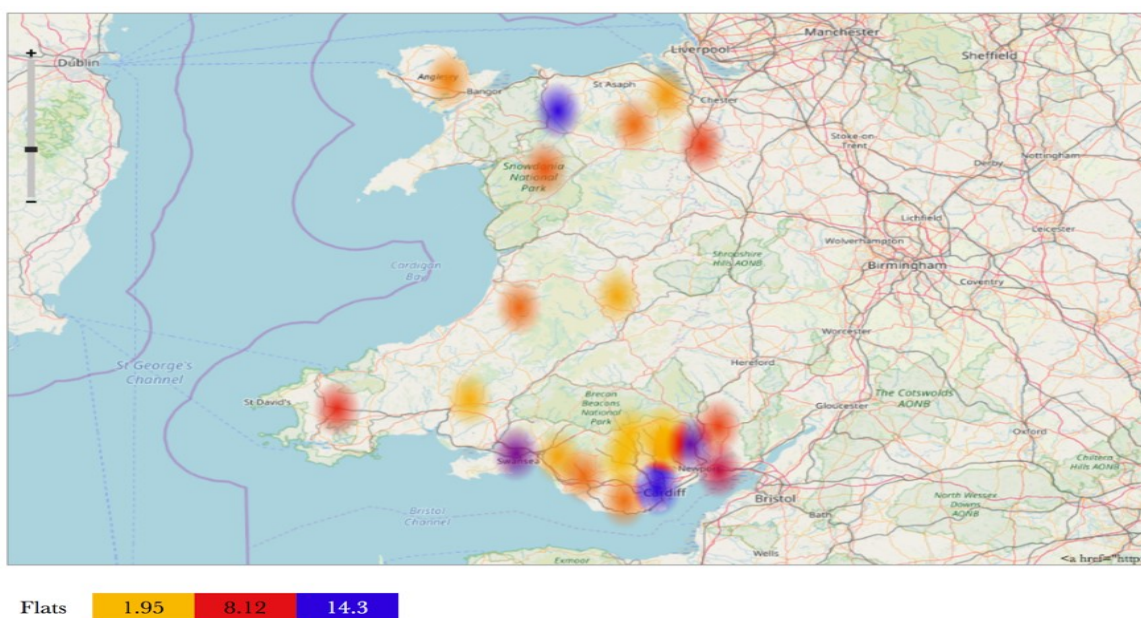 +
Dublin
Liverpool
Manchester
Sheffield
Anglesey
Bangor
St Asaph
Chester
Stoke-on-
Trent
Derby
Nottingham
Snowdonia
National
Park
Lichfield
Leicester
Wolverhampton
Shropshire
Hills AONB
Birmingham
Cardigan
Bay
Coventry
Worcester
St George's
Channel
Hereford
St David's
Brecon
Beacons
National
Park
The Cotswolds
AONB
Gloucester
Oxford
Swansea
Chiltern
Hills AONB
Cardiff
Bristol
North Wessex
Downs
AONB
Bath
Bristol
Channel
Wells
Exmoor
<a href="http
Flats 1.95 8.12 14.3